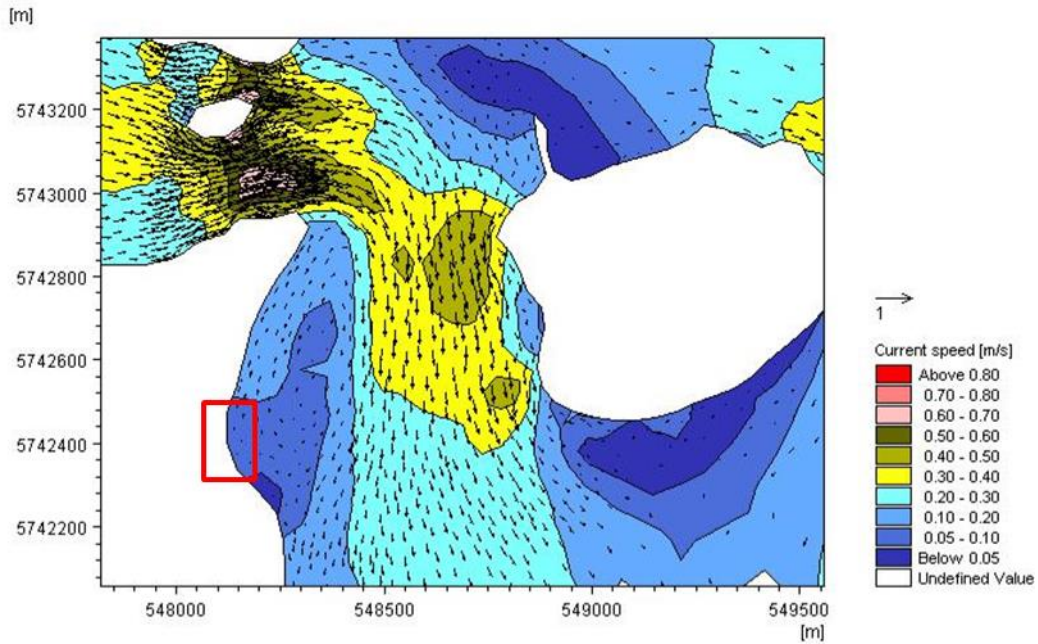 [m]
5743200
5743000
5742800
5742600
5742400
5742200
548000
548500
549000
549500
[m]
1
Current speed [m/s]
Above 0.80
0.70 - 0.80
0.60 - 0.70
0.50 - 0.60
0.40 - 0.50
0.30 - 0.40
0.20 - 0.30
0.10 - 0.20
0.05 - 0.10
Below 0.05
Undefined Value